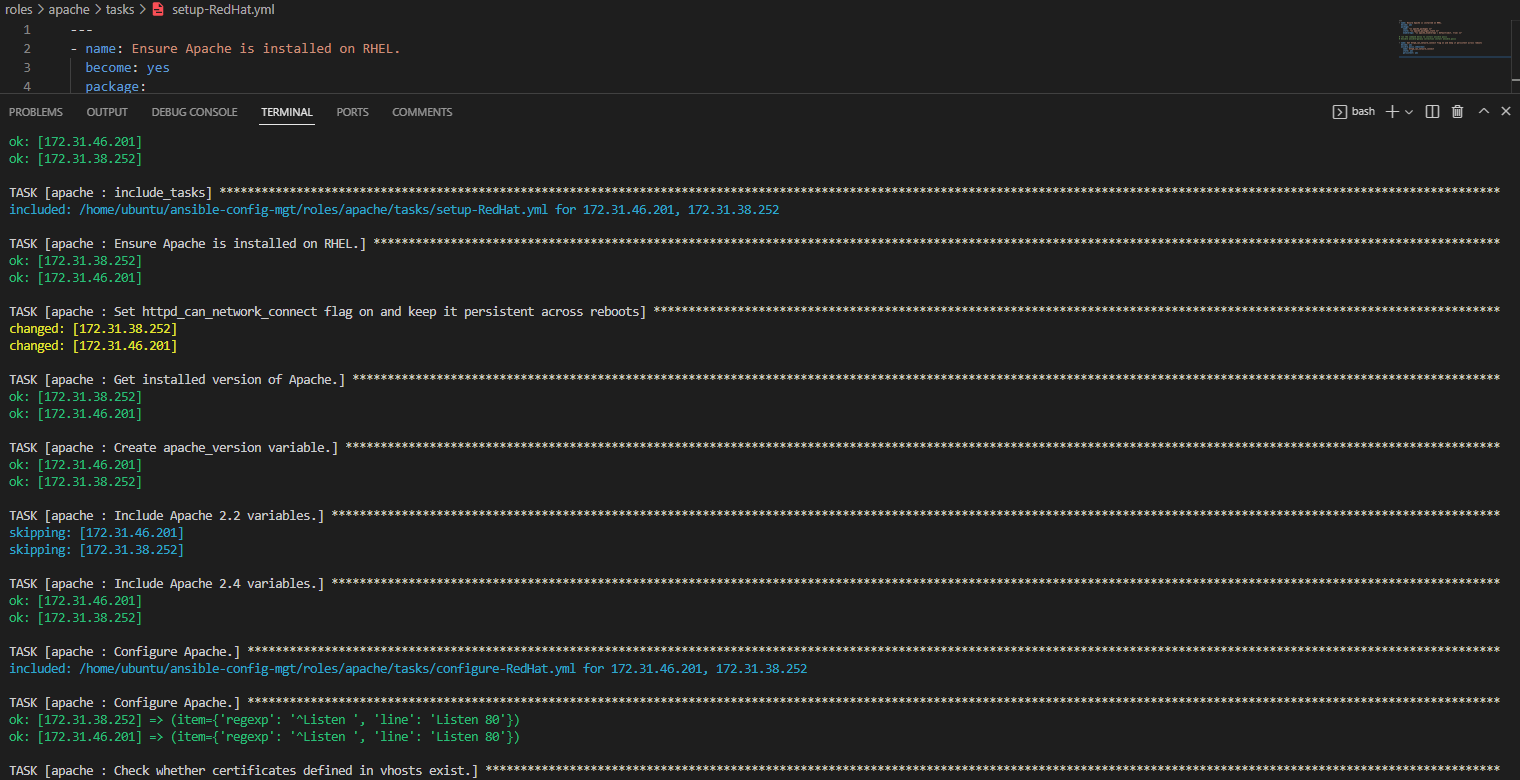 roles > apache > tasks > setup-RedHat.yml
1 ---
2 - name: Ensure Apache is installed on RHEL.
3 become: yes
4 package:
PROBLEMS OUTPUT DEBUG CONSOLE TERMINAL PORTS COMMENTS bash
ok: [172.31.46.201]
ok: [172.31.38.252]
TASK [apache : include_tasks] ****************************************************************************************************************************************************************************************
included: /home/ubuntu/ansible-config-mgt/roles/apache/tasks/setup-RedHat.yml for 172.31.46.201, 172.31.38.252
TASK [apache : Ensure Apache is installed on RHEL.] ******************************************************************************************************************************************************************
ok: [172.31.38.252]
ok: [172.31.46.201]
TASK [apache : Set httpd_can_network_connect flag on and keep it persistent across reboots] **************************************************************************************************************************
changed: [172.31.38.252]
changed: [172.31.46.201]
TASK [apache : Get installed version of Apache.] *********************************************************************************************************************************************************************
ok: [172.31.38.252]
ok: [172.31.46.201]
TASK [apache : Create apache_version variable.] **********************************************************************************************************************************************************************
ok: [172.31.46.201]
ok: [172.31.38.252]
TASK [apache : Include Apache 2.2 variables.] ************************************************************************************************************************************************************************
skipping: [172.31.46.201]
skipping: [172.31.38.252]
TASK [apache : Include Apache 2.4 variables.] ************************************************************************************************************************************************************************
ok: [172.31.46.201]
ok: [172.31.38.252]
TASK [apache : Configure Apache.] ************************************************************************************************************************************************************************************
included: /home/ubuntu/ansible-config-mgt/roles/apache/tasks/configure-RedHat.yml for 172.31.46.201, 172.31.38.252
TASK [apache : Configure Apache.] ************************************************************************************************************************************************************************************
ok: [172.31.38.252] => (item={'regexp': '^Listen ', 'line': 'Listen 80'})
ok: [172.31.46.201] => (item={'regexp': '^Listen ', 'line': 'Listen 80'})
TASK [apache : Check whether certificates defined in vhosts exist.] **************************************************************************************************************************************************